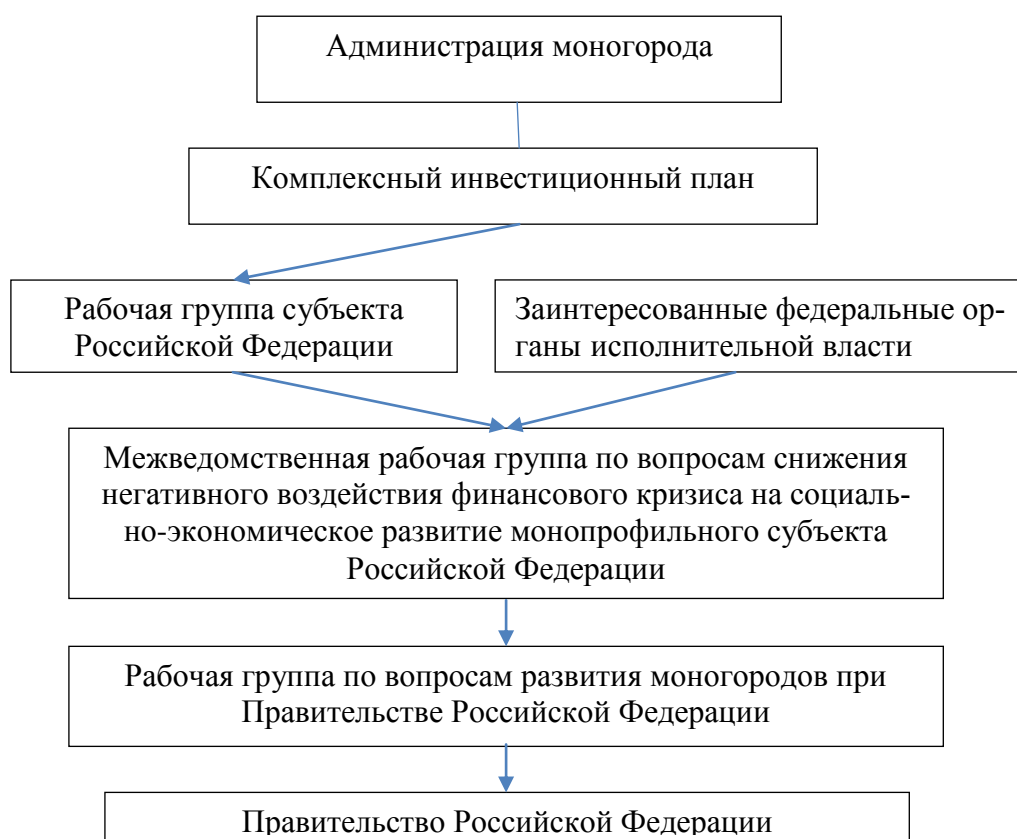 Администрация моногорода
Комплексный инвестиционный план
Рабочая группа субъекта
Российской Федерации
Заинтересованные федеральные ор-
ганы исполнительной власти
Межведомственная рабочая группа по вопросам снижения
негативного воздействия финансового кризиса на социаль-
но-экономическое развитие монопрофильного субъекта
Российской Федерации
Рабочая группа по вопросам развития моногородов при
Правительстве Российской Федерации
Правительство Российской Федерации